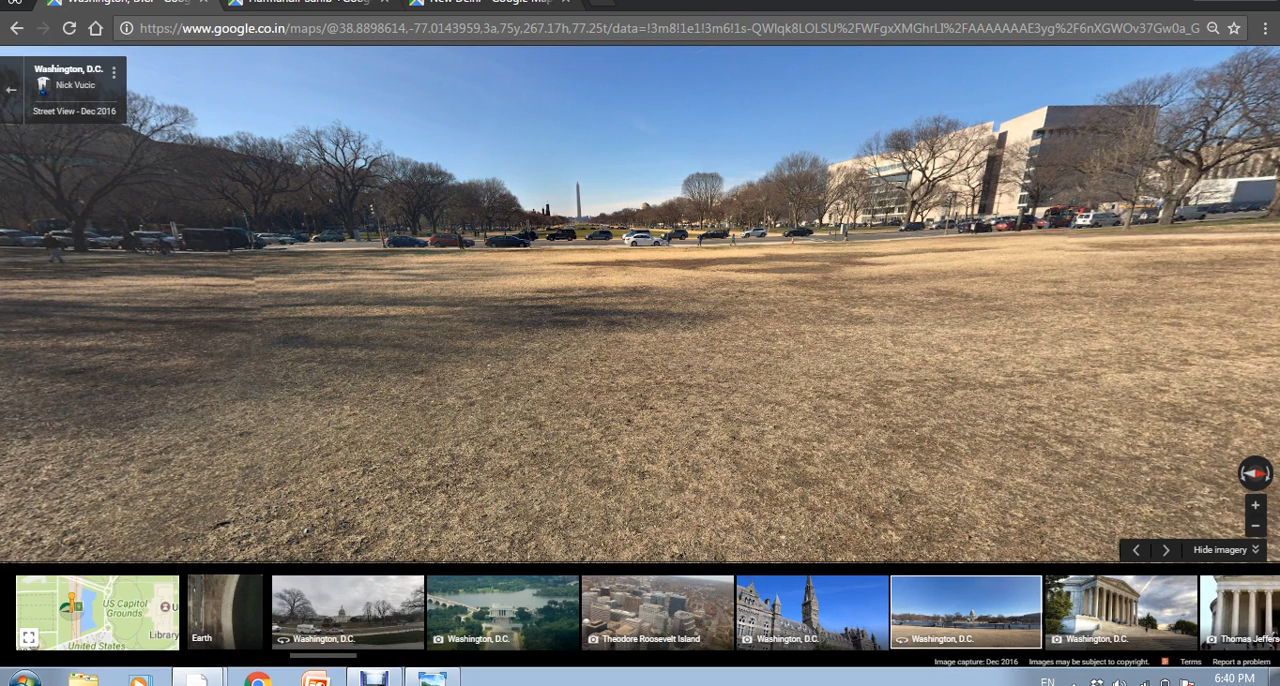 https://www.google.co.in/maps/@38.8898614,-77.0143959,3a,75y,267.17h,77.25t/data=!3m8!1e1!3m6!1s-QWlqk8LOLSU%2FWFgxXMGhrLI%2FAAAAAAAE3yg%2F6nXGWOv37Gw0a_G
Washington, D.C.
Nick Vucic
Street View - Dec 2016
Hide imagery
US Capitol
Grounds
Library
United States
Earth
Washington, D.C.
Washington, D.C.
Theodore Roosevelt Island
Washington, D.C.
Washington, D.C.
Washington, D.C.
Thomas Jeffers
Image capture: Dec 2016 Images may be subject to copyright. Terms Report a problem
EN 6:40 PM